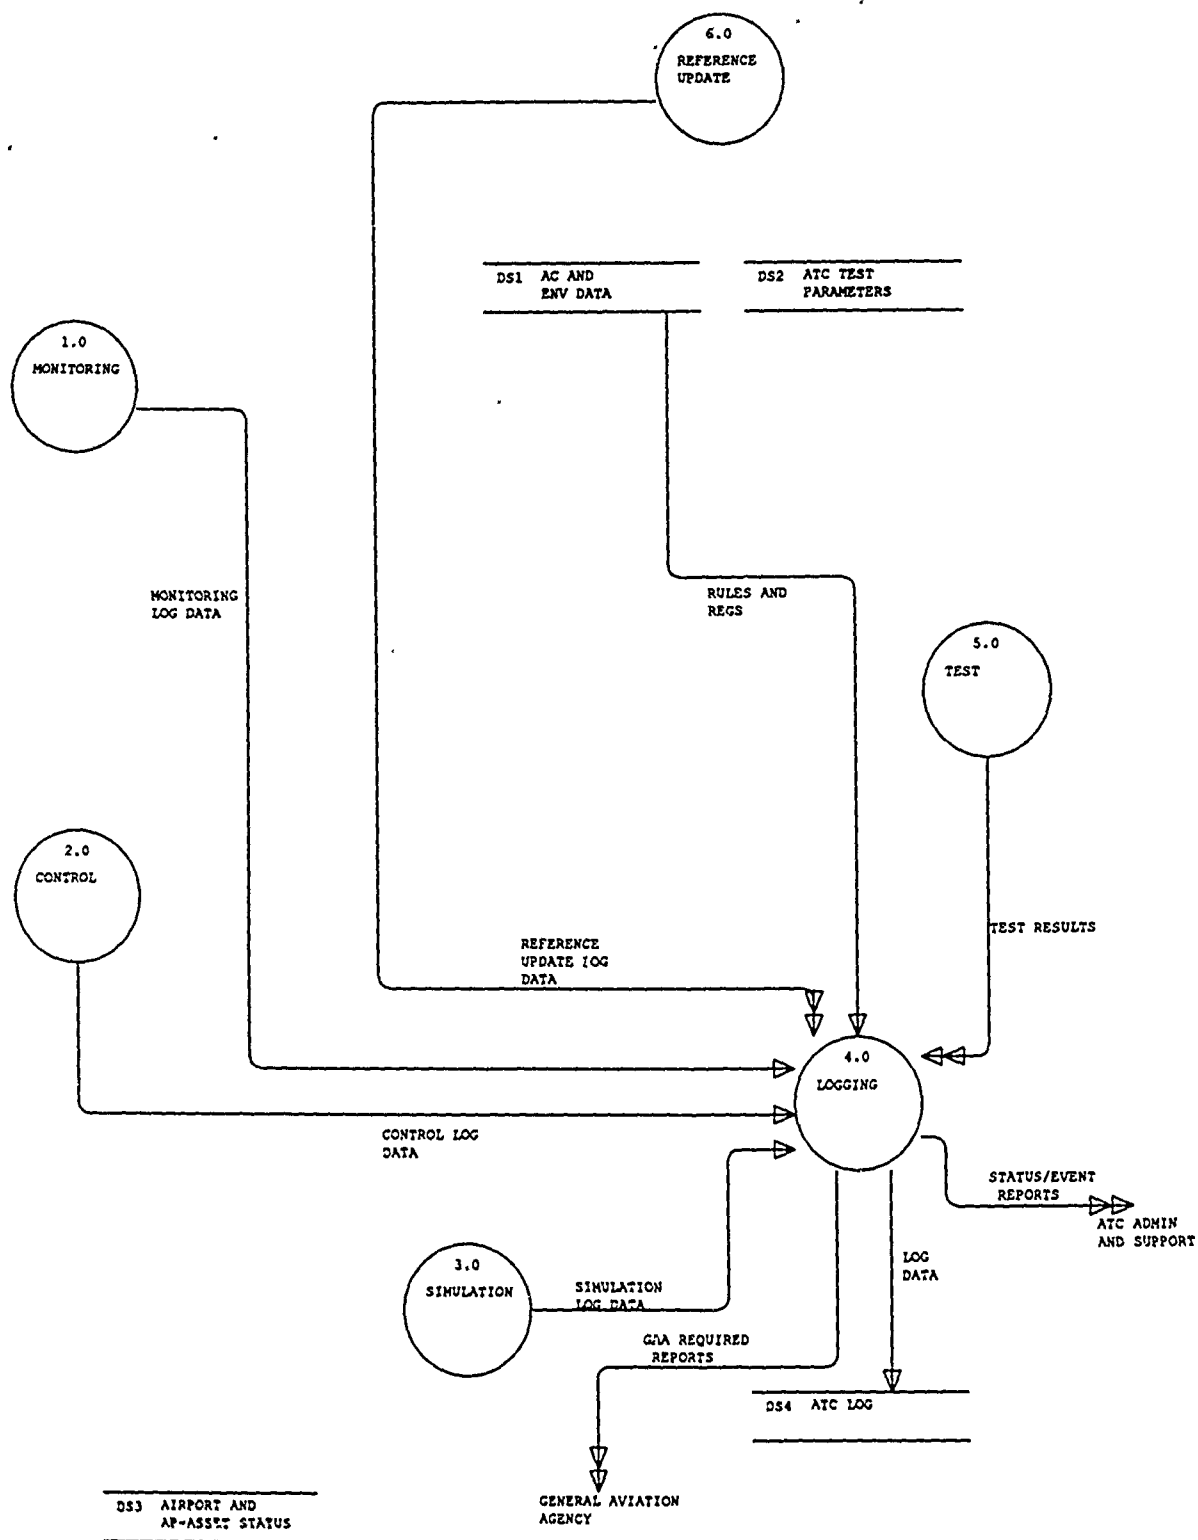 6.0
REFERENCE
UPDATE
DS1 AC AND
ENV DATA
DS2 ATC TEST
PARAMETERS
1.0
MONITORING
MONITORING
LOG DATA
RULES AND
REGS
5.0
TEST
2.0
CONTROL
TEST RESULTS
REFERENCE
UPDATE LOG
DATA
4.0
LOGGING
CONTROL LOG
DATA
STATUS/EVENT
REPORTS
ATC ADMIN
AND SUPPORT
LOG
DATA
3.0
SIMULATION
SIMULATION
LOG DATA
GAA REQUIRED
REPORTS
DS4 ATC LOG
GENERAL AVIATION
AGENCY
DS3 AIRPORT AND
AP-ASSET STATUS